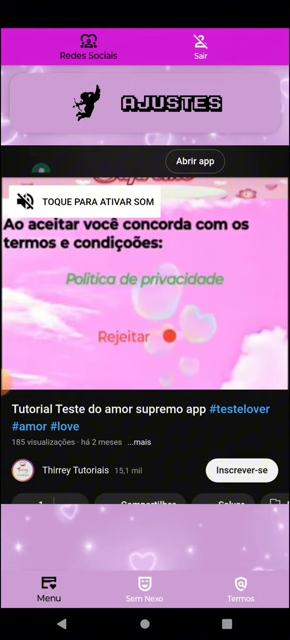 Redes Sociais
Sair
AJUSTES
Abrir app
TOQUE PARA ATIVAR SOM
Ao aceitar você concorda com os
termos e condições:
Politica de privacidade
Rejeitar
Tutorial Teste do amor supremo app #testelover
#amor #love
185 visualizações · há 2 meses ...mais
Thirrey Tutoriais 15,1 mil
Inscrever-se
Menu
Sem Nexo
Termos